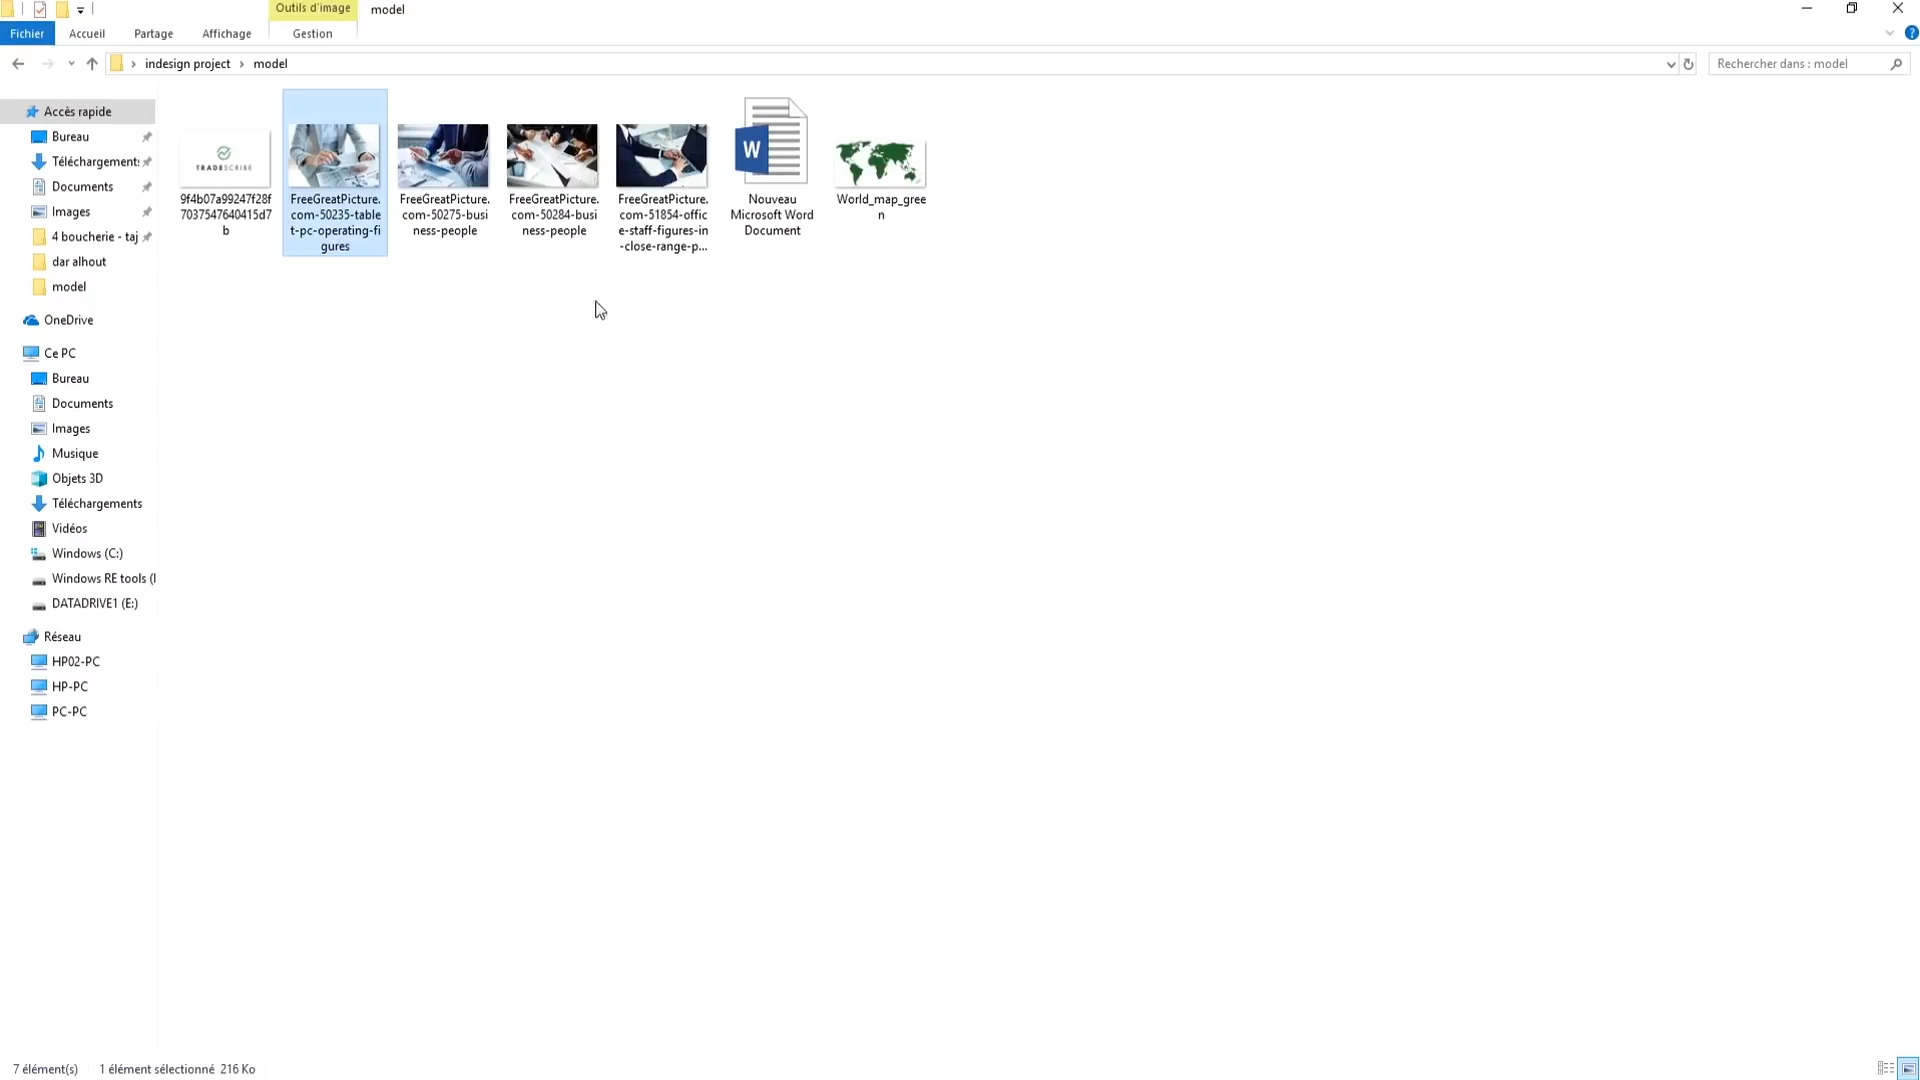 Outils d'image
model
Fichier
Accueil
Partage
Affichage
Gestion
indesign project > model
Rechercher dans : model
Accès rapide
Bureau
Téléchargement:
Documents
Images
4 boucherie - taj
dar alhout
model
OneDrive
Ce PC
Bureau
Documents
Images
Musique
Objets 3D
Téléchargements
Vidéos
Windows (C:)
Windows RE tools (I
DATADRIVE1 (E:)
Réseau
HP02-PC
HP-PC
PC-PC
TRADESCRIBE
9f4b07a99247f28f
7037547640415d7
b
FreeGreatPicture.
com-50235-table
t-pc-operating-fi
gures
FreeGreatPicture.
com-50275-busi
ness-people
FreeGreatPicture.
com-50284-busi
ness-people
FreeGreatPicture.
com-51854-offic
e-staff-figures-in
-close-range-p...
W
Nouveau
Microsoft Word
Document
World_map_gree
n
7 élément(s)
1 élément sélectionné 216 Ko